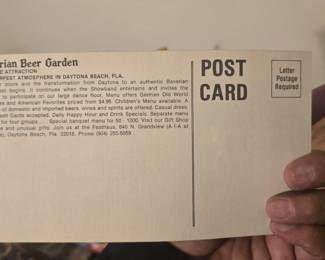 rian Beer Garden
E ATTRACTION
RFEST ATMOSPHERE IN DAYTONA BEACH, FLA.
doors and the transformation from Daytona to an authentic Bavarian
begins. It continues when the Showband entertains and invites the
to participate on our large dance floor. Menu offers German Old World
es and American Favorites priced from $4.95. Children's Menu available. A
of domestic and imported beers, wines and spirits are offered. Casual dress.
redit Cards accepted. Daily Happy Hour and Drink Specials. Separate menu
for tour groups . . . Special banquet menu for 50 - 1000. Visit our Gift Shop
e and unusual gifts. Join us at the Festhaus, 640 N. Grandview (A-1-A at
Daytona Beach, Fla. 32018. Phone (904) 255-5059
POST
CARD
Letter
Postage
Required